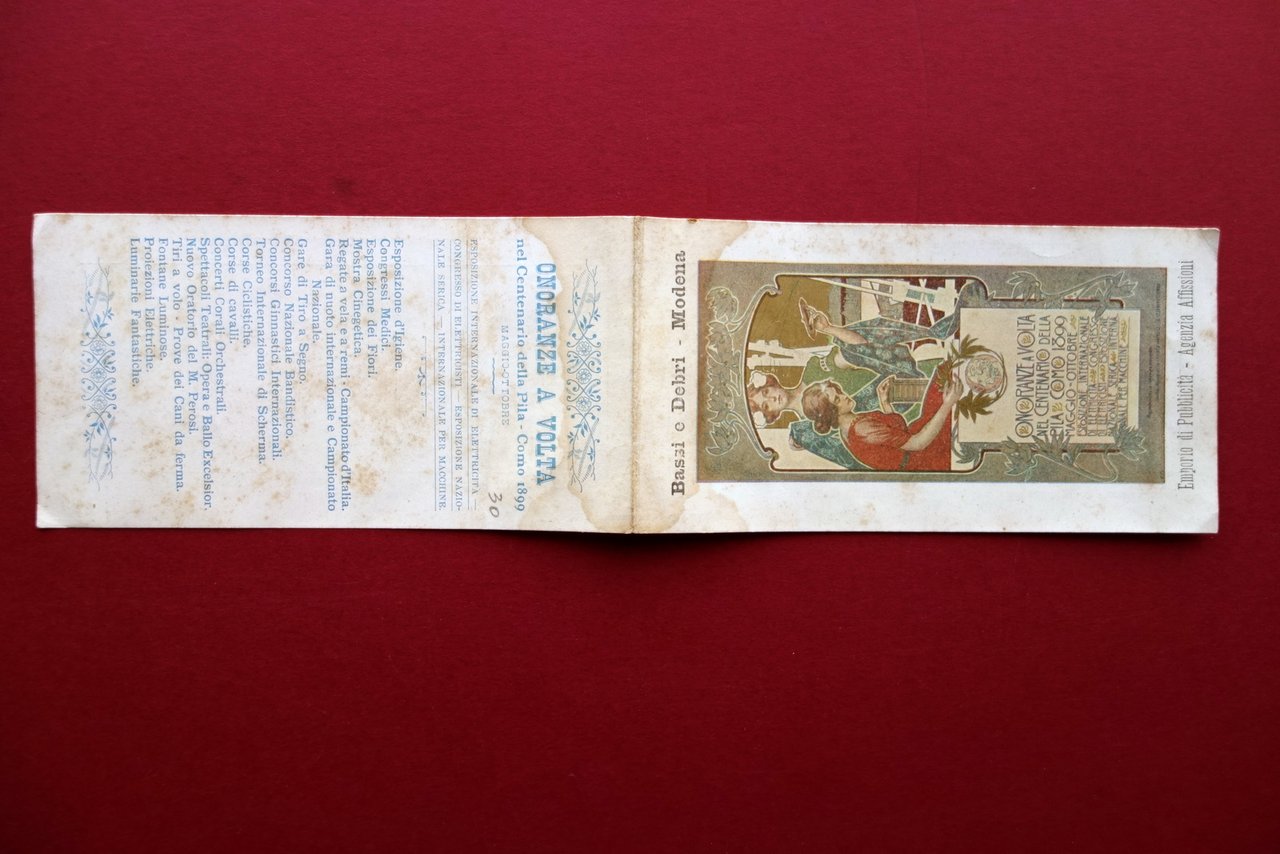 ONORANZE A VOLTA
nel Centenario della Pila - Como 1899
MAGGIO-OTTOBRE
ESPOSIZIONE INTERNAZIONALE DI ELETTRICITÀ —
CONGRESSO DI ELETTRICISTI — ESPOSIZIONE NAZIO-
NALE SERICA — INTERNAZIONALE PER MACCHINE.
30
Esposizione d'Igiene.
Congressi Medici.
Esposizione dei Fiori.
Mostra Cinegetica.
Regate a vela e a remi - Campionato d'Italia.
Gara di nuoto internazionale e Campionato
Nazionale.
Gare di Tiro a Segno.
Concorso Nazionale Bandistico.
Concorsi Ginnastici Internazionali.
Torneo Internazionale di Scherma.
Corse Ciclistiche.
Corse di cavalli.
Concerti Corali Orchestrali.
Spettacoli Teatrali: Opera e Ballo Excelsior.
Nuovo Oratorio del M. Perosi.
Tiri a volo - Prove dei Cani da ferma.
Fontane Luminose.
Proiezioni Elettriche.
Luminarie Fantastiche.
Bassi e Debri - Modena
ONORANZE A VOLTA
NEL CENTENARIO DELLA
PILA COMO 1899
MAGGIO - OTTOBRE
ESPOSIZIONE INTERNAZIONALE
Emporio di Pubblicità - Agenzia Affissioni